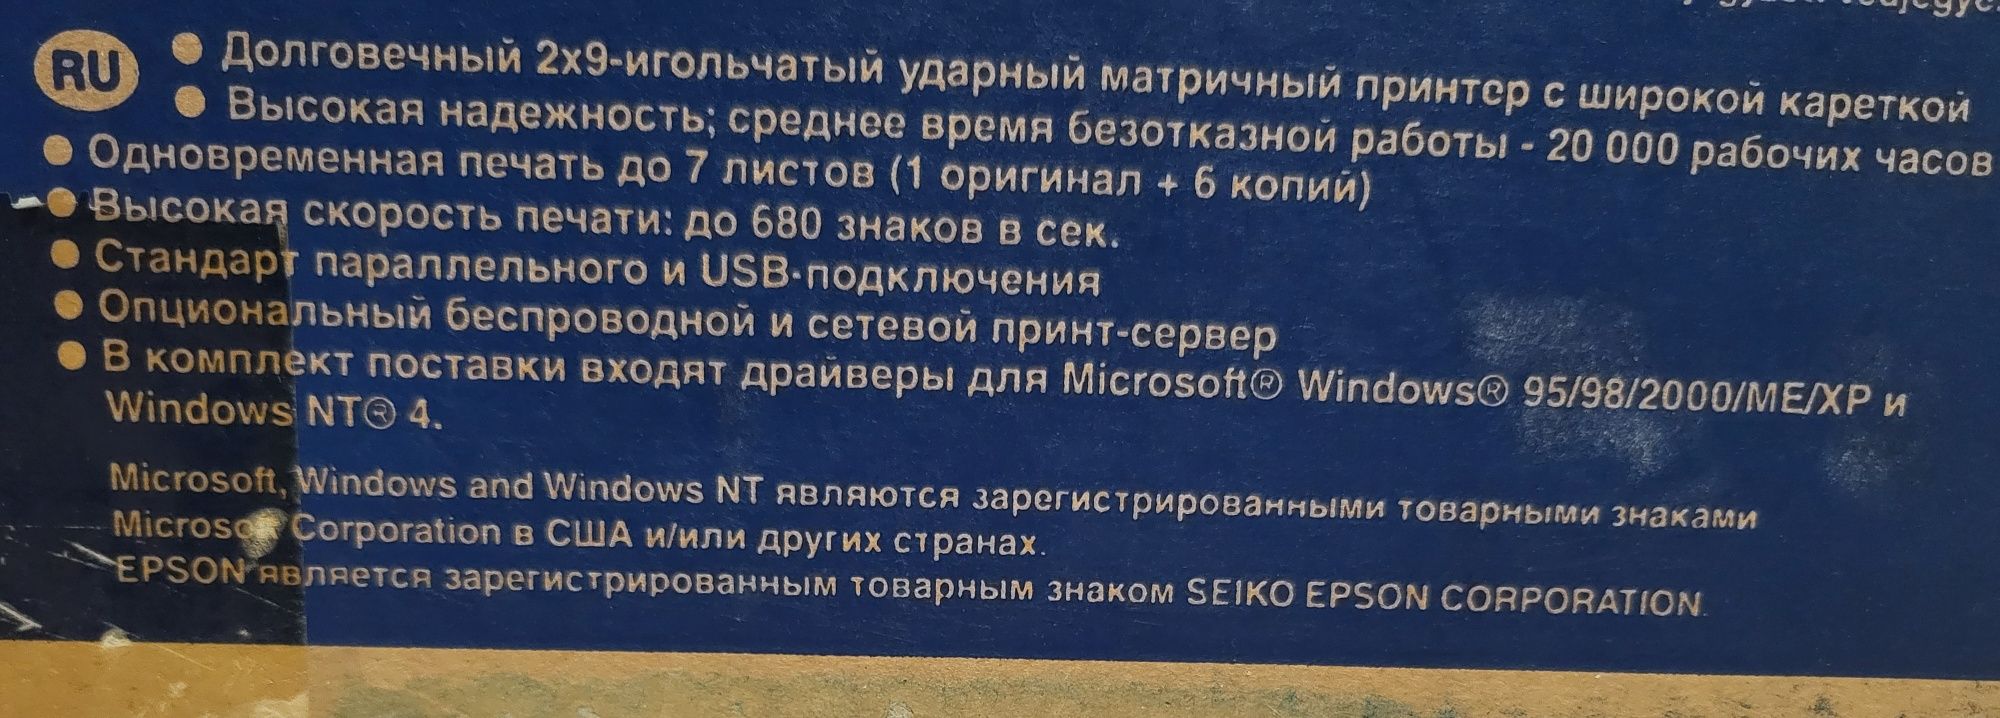 RU
• Долговечный 2x9-игольчатый ударный матричный принтер с широкой кареткой
• Высокая надежность; среднее время безотказной работы - 20 000 рабочих часов
• Одновременная печать до 7 листов (1 оригинал + 6 копий)
• Высокая скорость печати: до 680 знаков в сек.
• Стандарт параллельного и USB-подключения
• Опциональный беспроводной и сетевой принт-сервер
• В комплект поставки входят драйверы для Microsoft® Windows® 95/98/2000/ME/XP и
Windows NT® 4.
Microsoft, Windows and Windows NT являются зарегистрированными товарными знаками
Microsoft Corporation в США и/или других странах.
EPSON является зарегистрированным товарным знаком SEIKO EPSON CORPORATION.